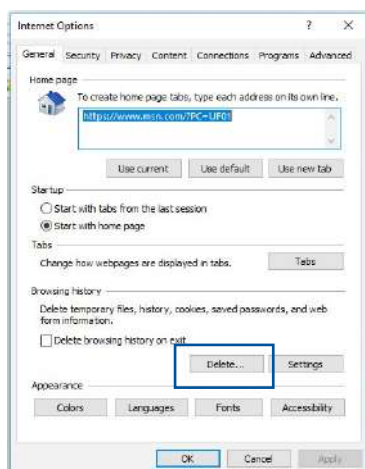 Internet Options ? X
General Security Privacy Content Connections Programs Advanced
Home page
To create home page tabs, type each address on its own line.
https://www.msn.com/?PC=UF01
Use current Use default Use new tab
Startup
Start with tabs from the last session
Start with home page
Tabs
Change how webpages are displayed in tabs. Tabs
Browsing history
Delete temporary files, history, cookies, saved passwords, and web
form information.
Delete browsing history on exit
Delete... Settings
Appearance
Colors Languages Fonts Accessibility
OK Cancel Apply